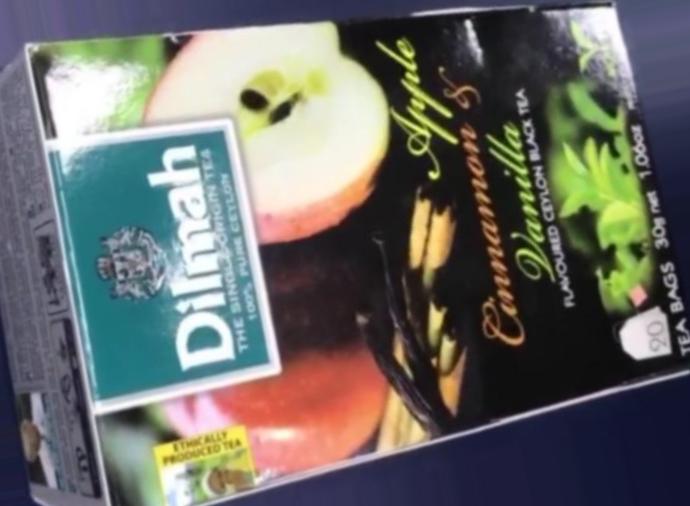 Dilmah
THE SINGLE ORIGIN TEA
100% PURE CEYLON
Apple
Cinnamon &
Vanilla
FLAVOURED CEYLON BLACK TEA
20
TEA BAGS 30g net 1.06oz
ETHICALLY
PRODUCED TEA